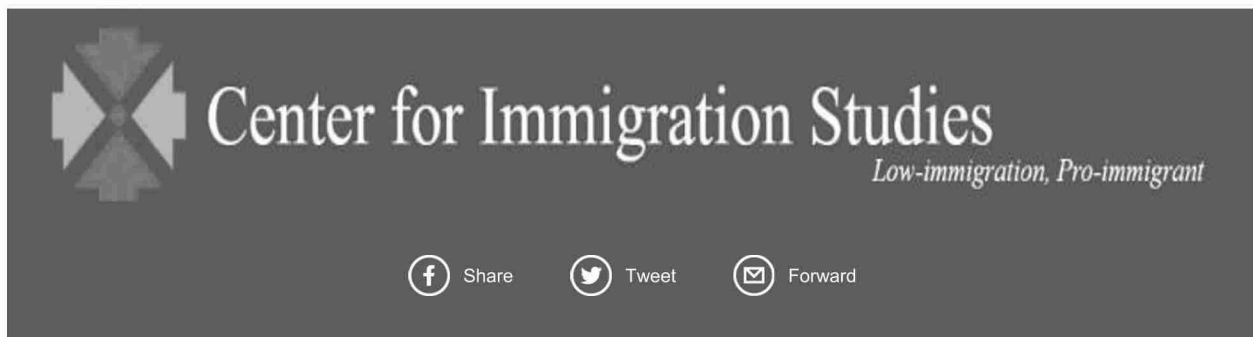 Center for Immigration Studies
Low-immigration, Pro-immigrant
Share Tweet Forward